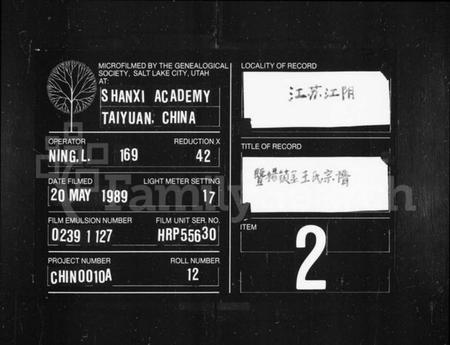 MICROFILMED BY THE GENEALOGICAL
SOCIETY, SALT LAKE CITY, UTAH
AT:
SHANXI ACADEMY
TAIYUAN, CHINA
OPERATOR
REDUCTION X
NING.L. 169
42
DATE FILMED
LIGHT METER SETTING
20 MAY 1989
17
FILM EMULSION NUMBER
FILM UNIT SER. NO.
0239 1 127
HRP55630
PROJECT NUMBER
ROLL NUMBER
CHIN0010A
12
LOCALITY OF RECORD
江苏江阴
TITLE OF RECORD
王氏宗谱
ITEM
2
FamilySearch